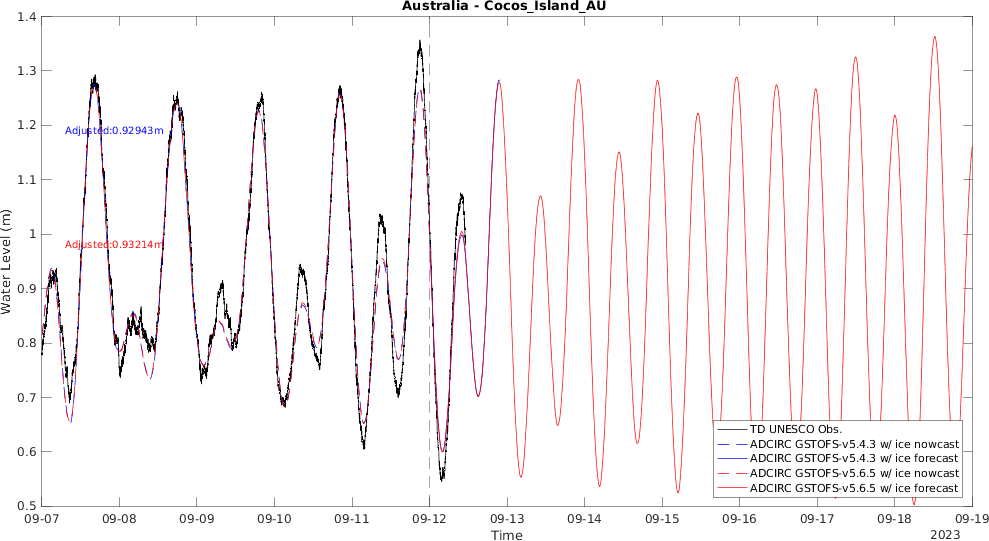 Australia - Cocos_Island_AU
1.4
1.3
1.2
1.1
1
0.9
0.8
0.7
0.6
0.5
Water Level (m)
Adjusted:0.92943m
Adjusted:0.93214m
TD UNESCO Obs.
ADCIRC GSTOFS-v5.4.3 w/ ice nowcast
ADCIRC GSTOFS-v5.4.3 w/ ice forecast
ADCIRC GSTOFS-v5.6.5 w/ ice nowcast
ADCIRC GSTOFS-v5.6.5 w/ ice forecast
09-07 09-08 09-09 09-10 09-11 09-12 09-13 09-14 09-15 09-16 09-17 09-18 09-19
Time
2023